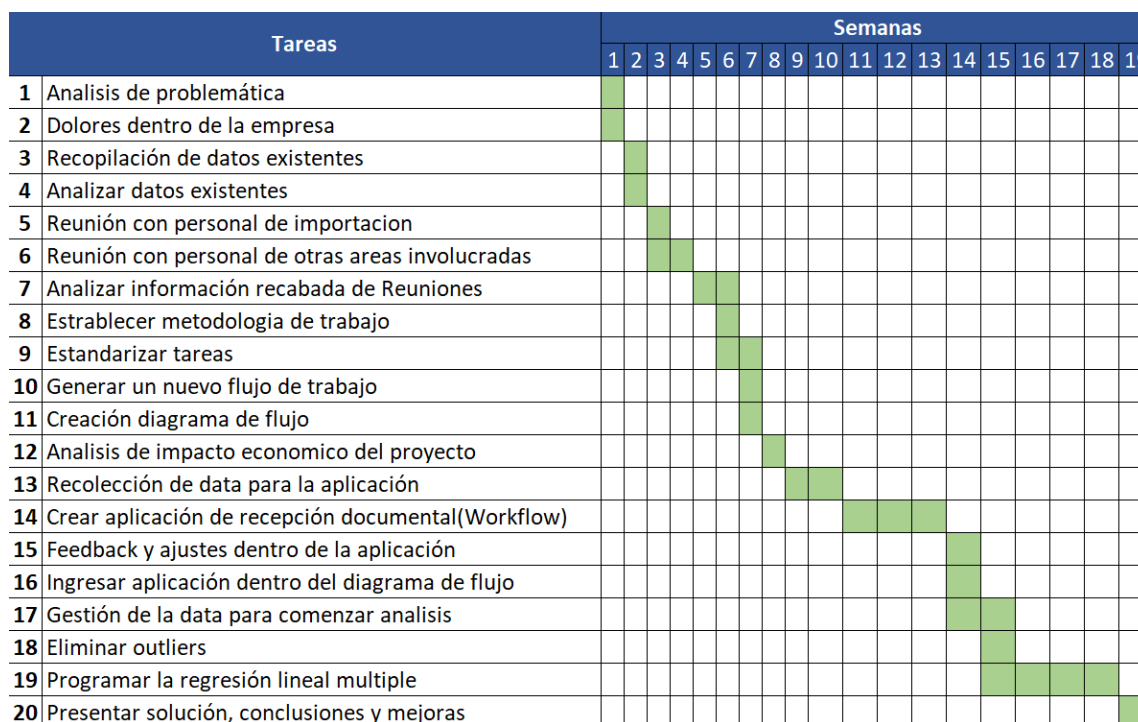 Tareas
Semanas
1 2 3 4 5 6 7 8 9 10 11 12 13 14 15 16 17 18
1 Analisis de problemática
2 Dolores dentro de la empresa
3 Recopilación de datos existentes
4 Analizar datos existentes
5 Reunión con personal de importacion
6 Reunión con personal de otras areas involucradas
7 Analizar información recabada de Reuniones
8 Estrablecer metodologia de trabajo
9 Estandarizar tareas
10 Generar un nuevo flujo de trabajo
11 Creación diagrama de flujo
12 Analisis de impacto economico del proyecto
13 Recolección de data para la aplicación
14 Crear aplicación de recepción documental(Workflow)
15 Feedback y ajustes dentro de la aplicación
16 Ingresar aplicación dentro del diagrama de flujo
17 Gestión de la data para comenzar analisis
18 Eliminar outliers
19 Programar la regresión lineal multiple
20 Presentar solución, conclusiones y mejoras